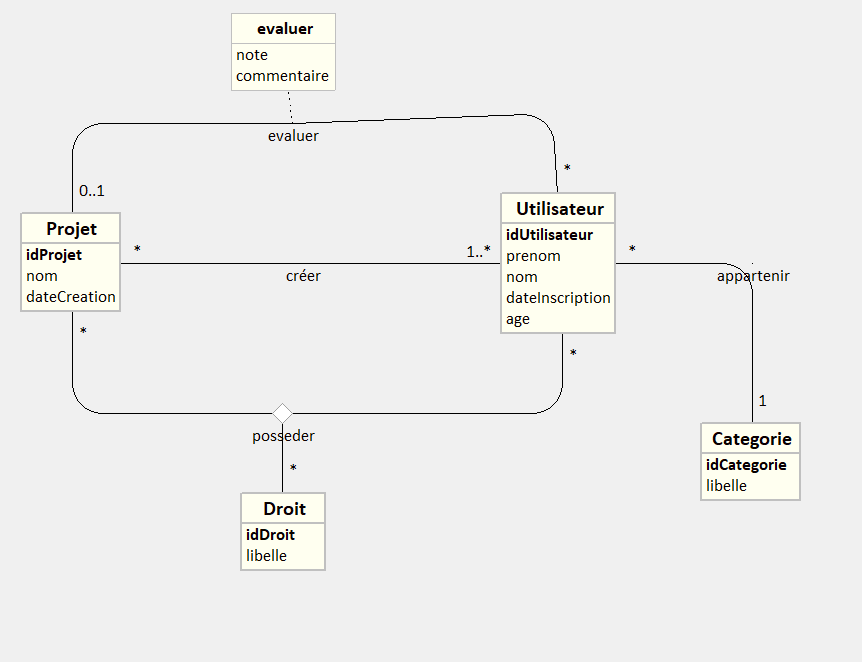 evaluer
note
commentaire
evaluer
*
0..1
Projet
idProjet
nom
dateCreation
*
créer
1..*
Utilisateur
idUtilisateur
prenom
nom
dateInscription
age
*
appartenir
*
*
posseder
*
1
Categorie
idCategorie
libelle
Droit
idDroit
libelle